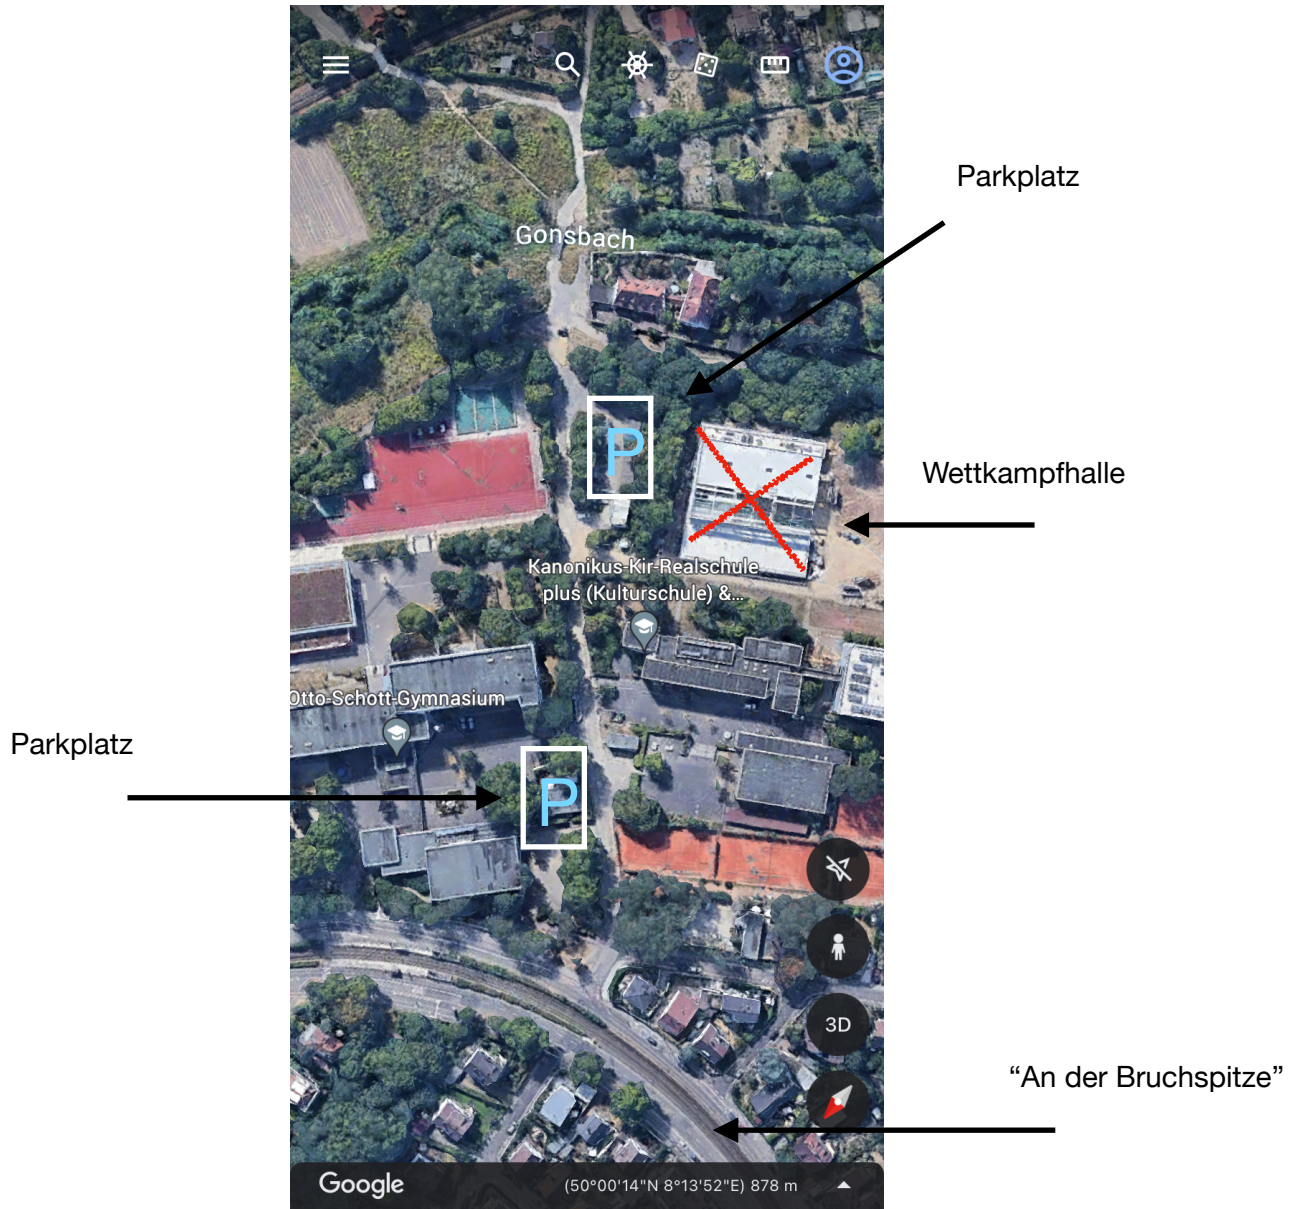 Parkplatz
Gonsbach
P
Wettkampfhalle
Kanonikus-Kir-Realschule
plus (Kulturschule) &...
Otto-Schott-Gymnasium
Parkplatz
P
3D
“An der Bruchspitze”
Google
(50°00'14"N 8°13'52"E) 878 m